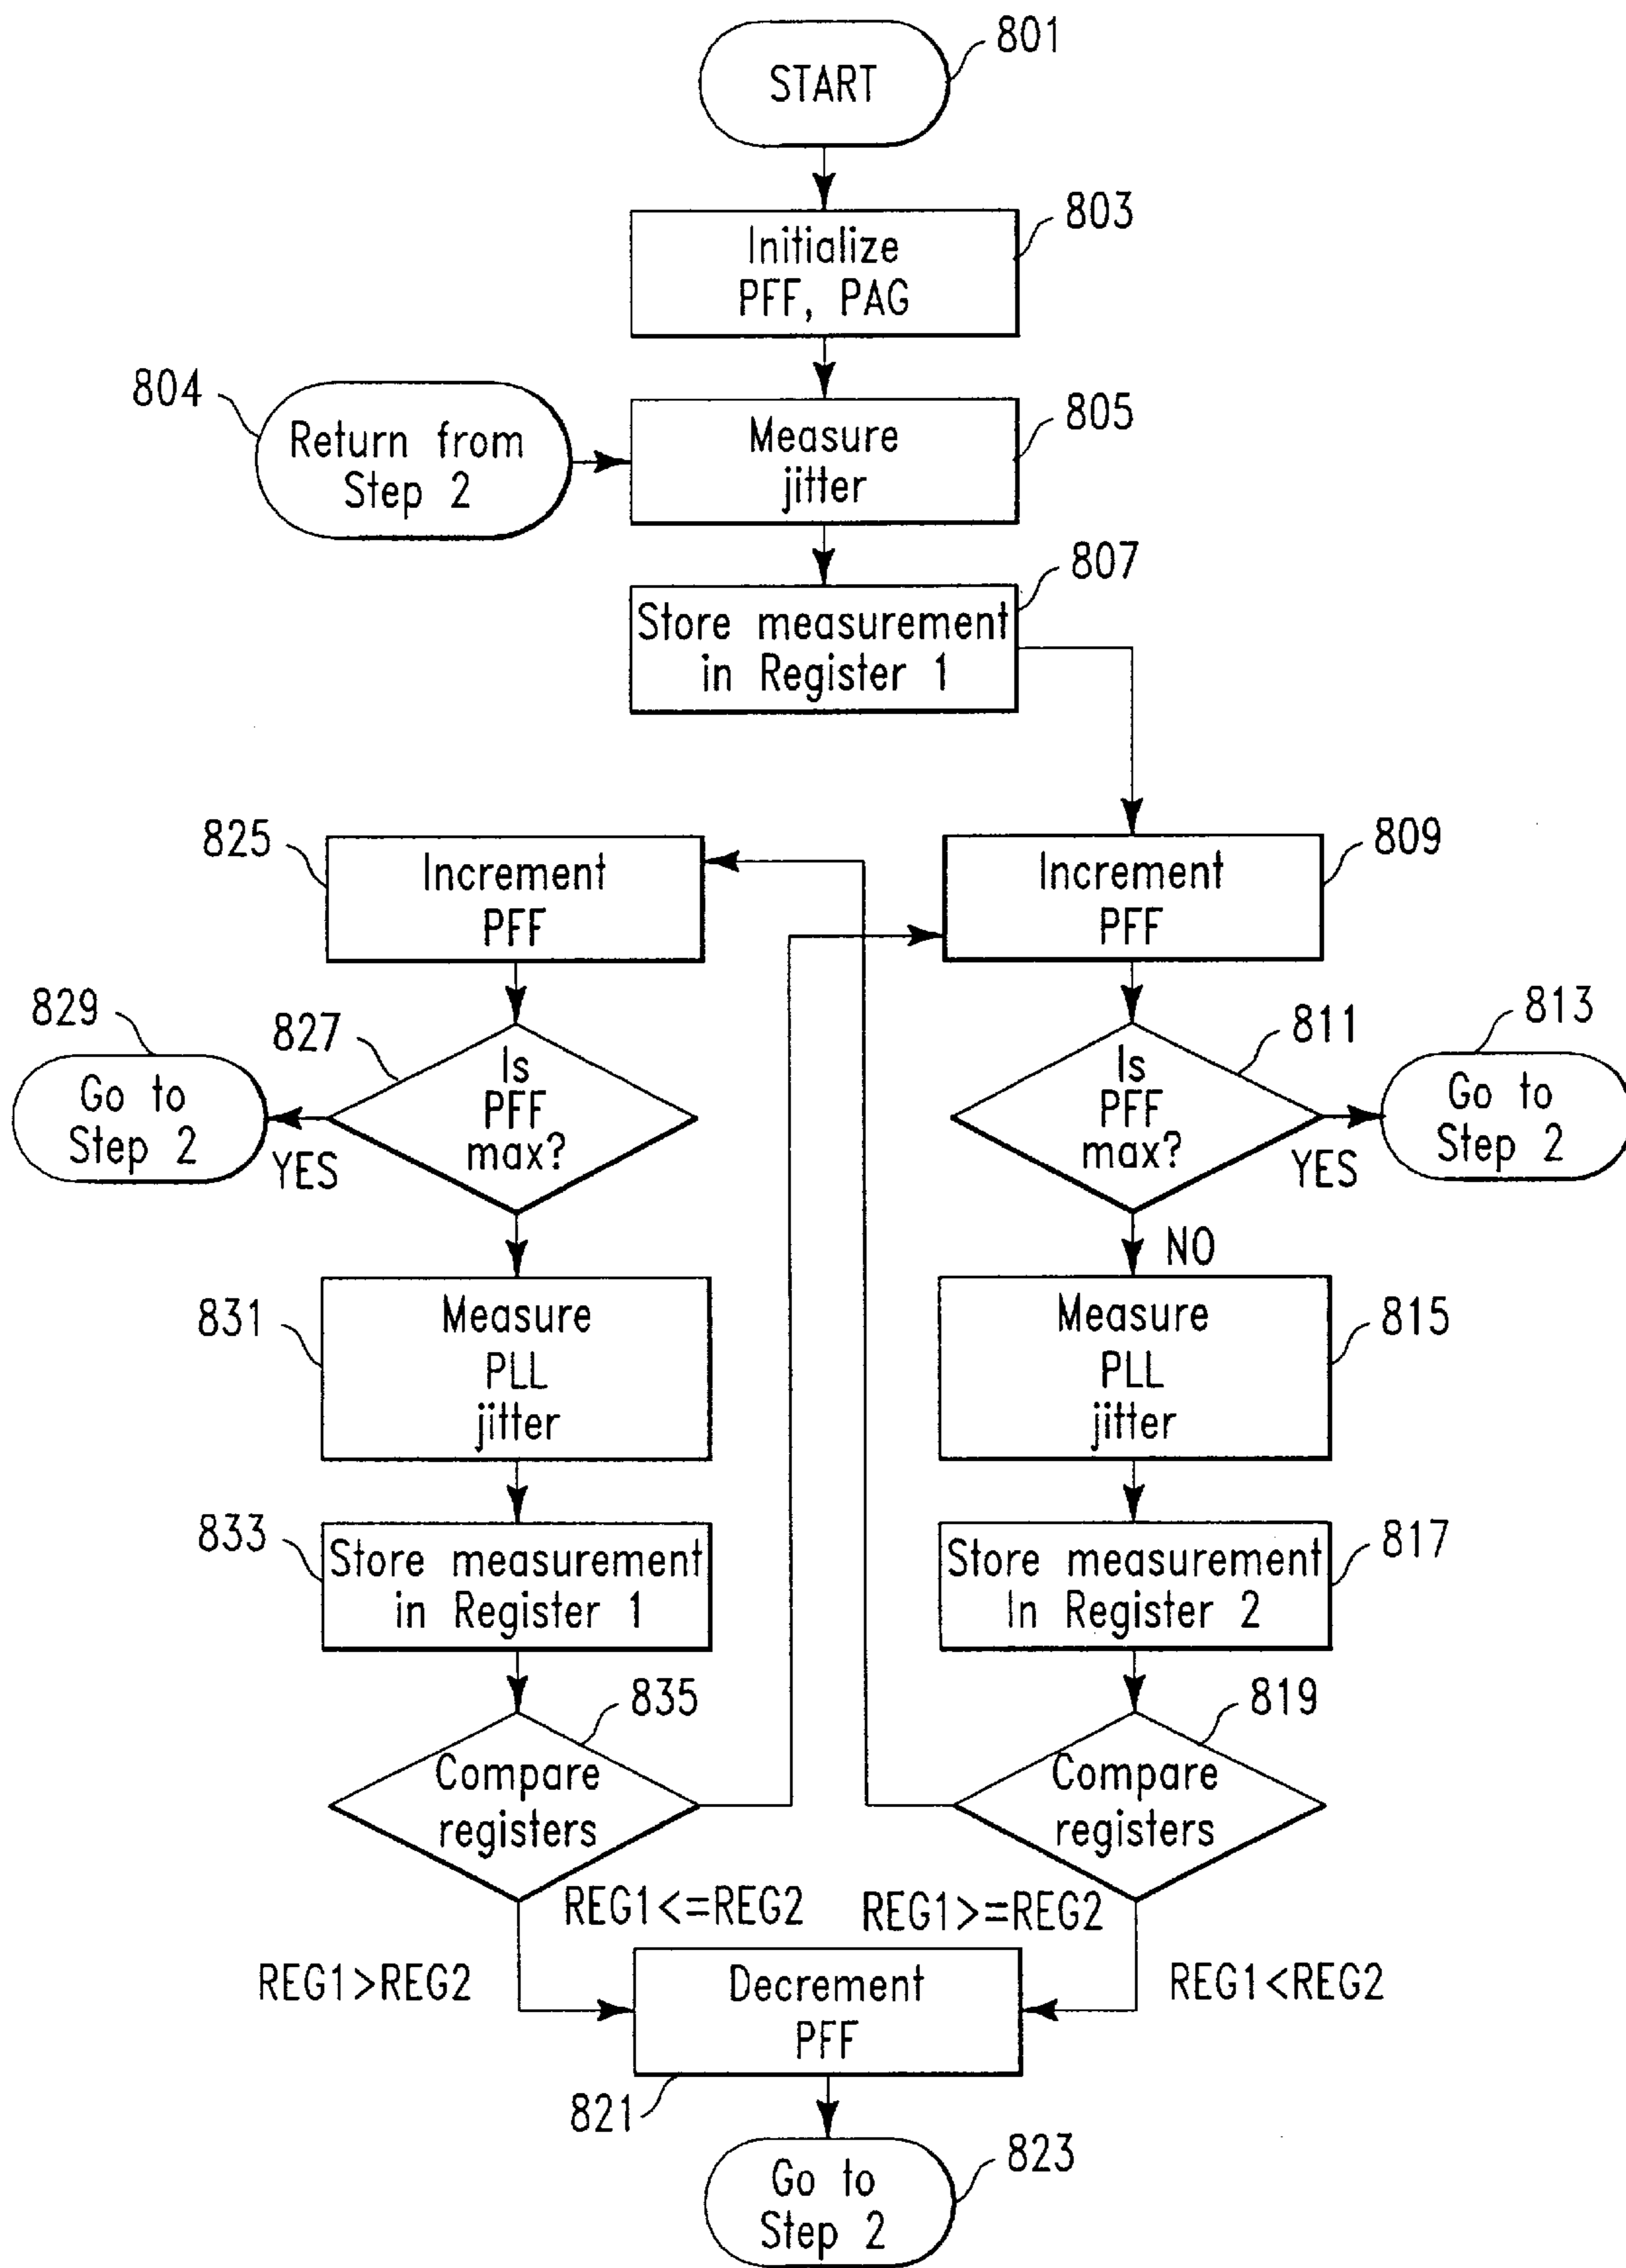 801
START
803
Initialize
PFF, PAG
804
Return from
Step 2
805
Measure
jitter
807
Store measurement
in Register 1
825
Increment
PFF
809
Increment
PFF
829
Go to
Step 2
827
Is
PFF
max?
YES
811
Is
PFF
max?
YES
813
Go to
Step 2
NO
831
Measure
PLL
jitter
815
Measure
PLL
jitter
833
Store measurement
in Register 1
817
Store measurement
In Register 2
835
Compare
registers
819
Compare
registers
REG1<=REG2
REG1>=REG2
REG1>REG2
REG1<REG2
Decrement
PFF
821
823
Go to
Step 2